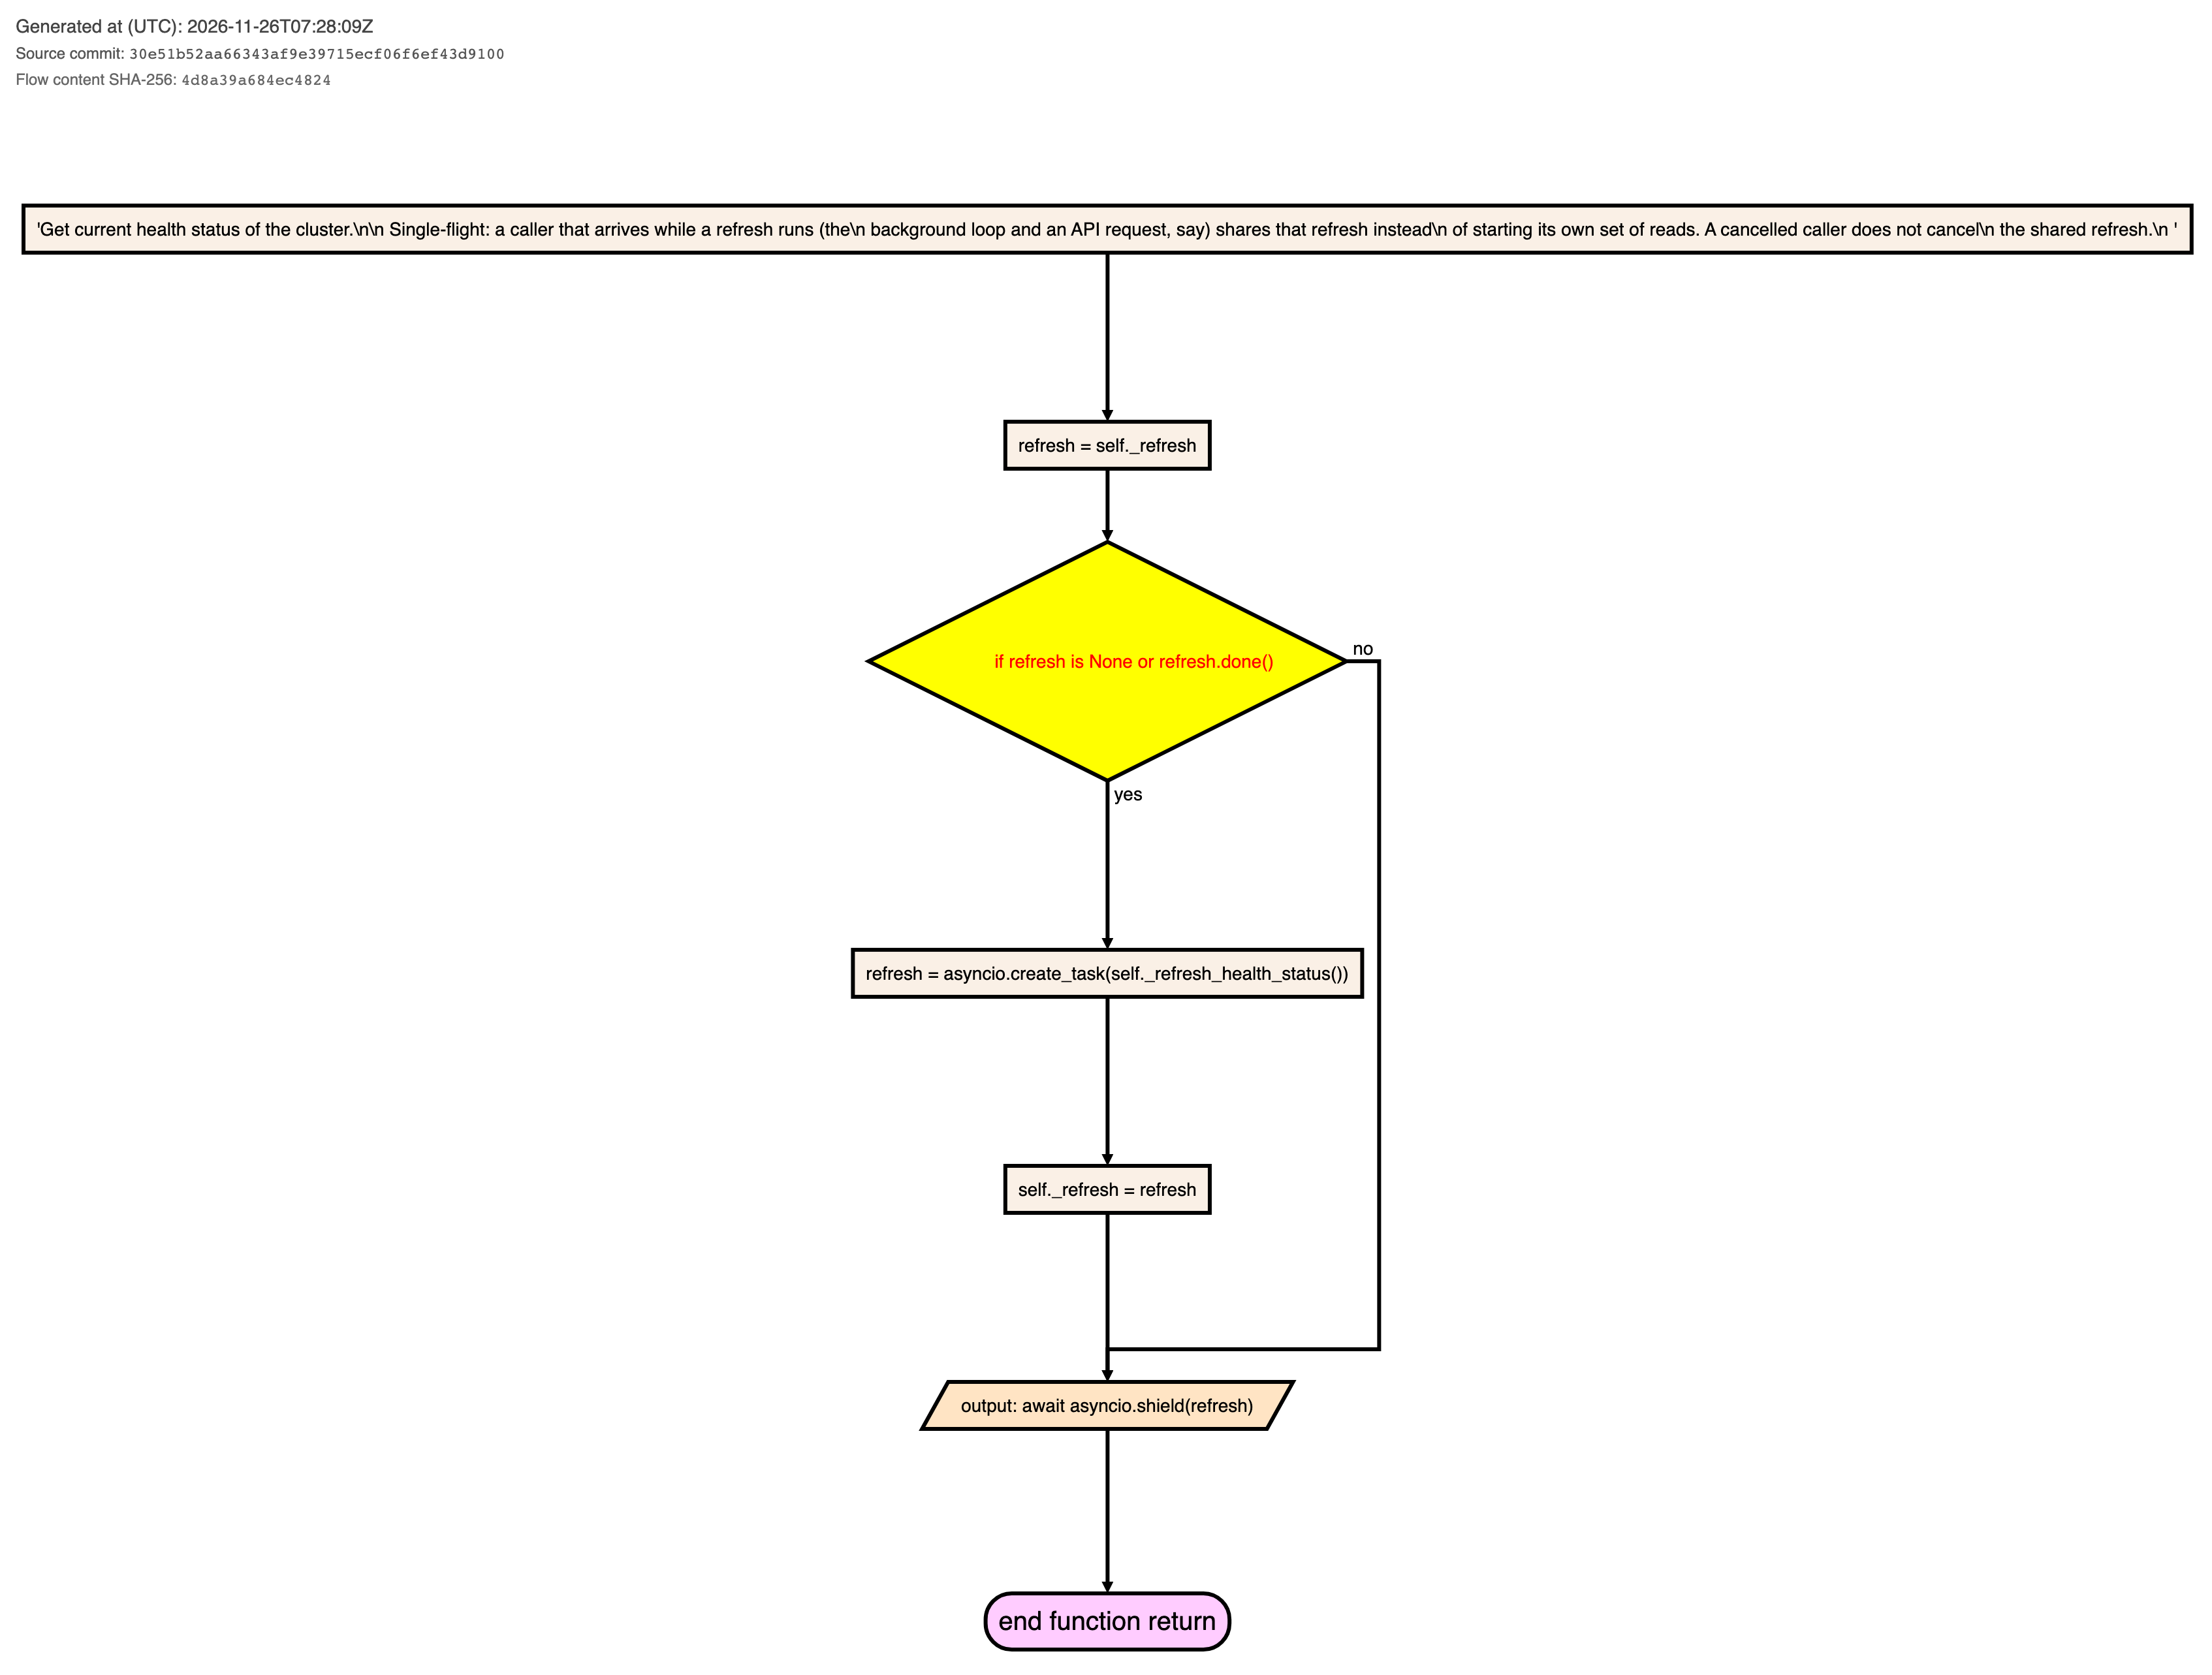 Generated at (UTC): 2026-11-26T07:28:09Z
Source commit: 30e51b52aa66343af9e39715ecf06f6ef43d9100
Flow content SHA-256: 4d8a39a684ec4824
'Get current health status of the cluster.\n\n Single-flight: a caller that arrives while a refresh runs (the\n background loop and an API request, say) shares that refresh instead\n of starting its own set of reads. A cancelled caller does not cancel\n the shared refresh.\n '
refresh = self._refresh
if refresh is None or refresh.done()
no
yes
refresh = asyncio.create_task(self._refresh_health_status())
self._refresh = refresh
output: await asyncio.shield(refresh)
end function return